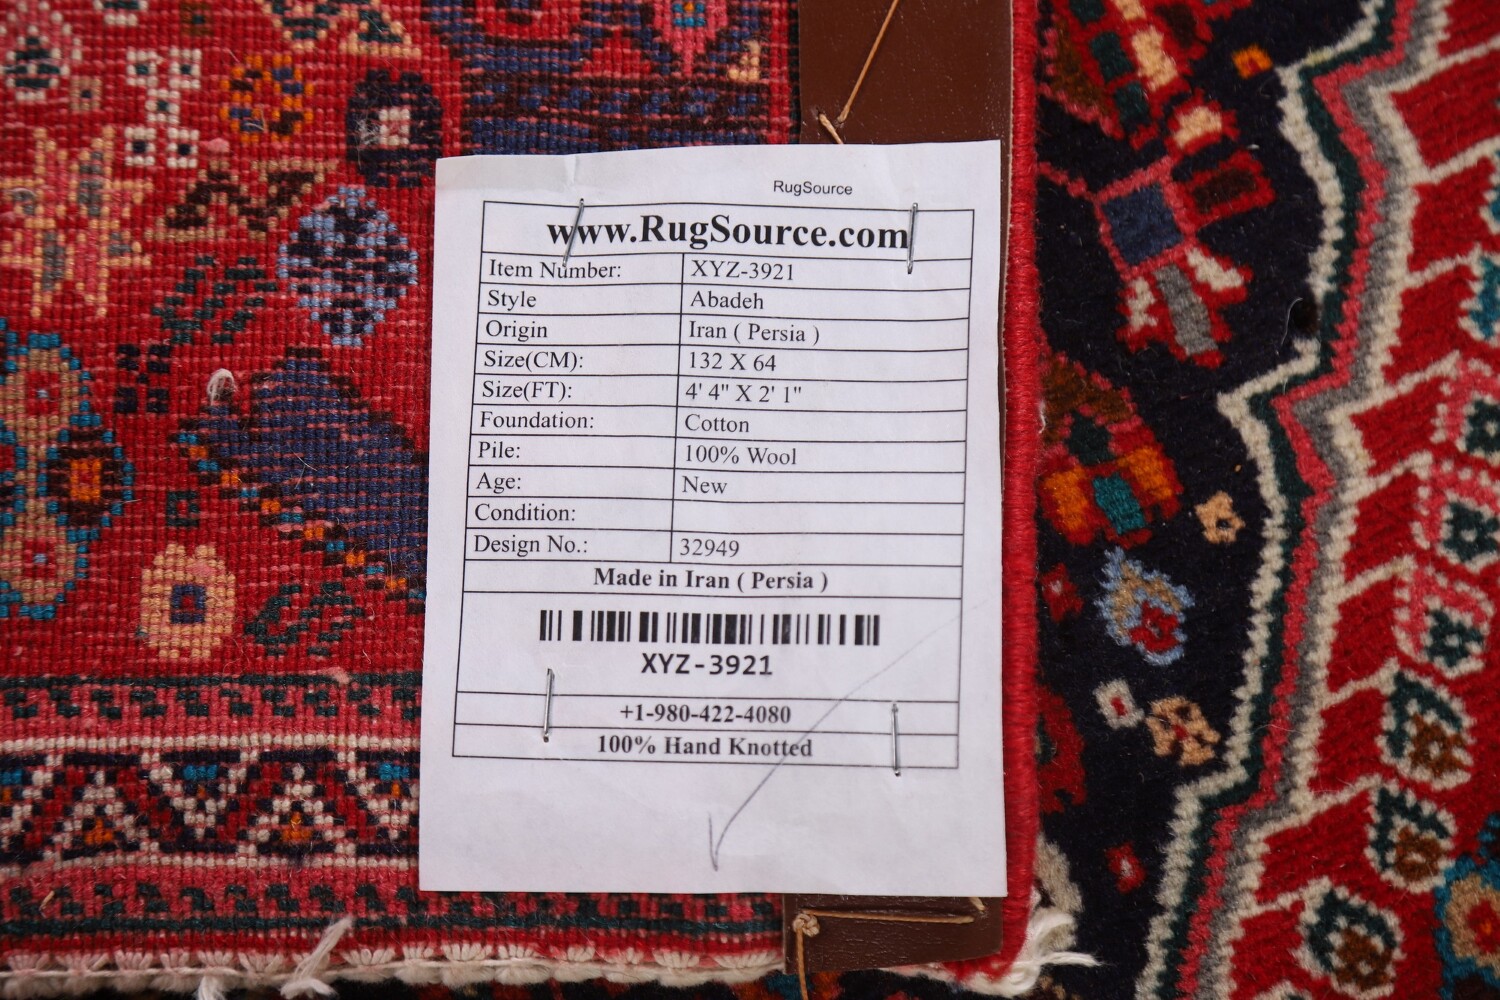 RugSource
www.RugSource.com
Item Number: XYZ-3921
Style Abadeh
Origin Iran ( Persia )
Size(CM): 132 X 64
Size(FT): 4' 4" X 2' 1"
Foundation: Cotton
Pile: 100% Wool
Age: New
Condition:
Design No.: 32949
Made in Iran ( Persia )
XYZ-3921
+1-980-422-4080
100% Hand Knotted